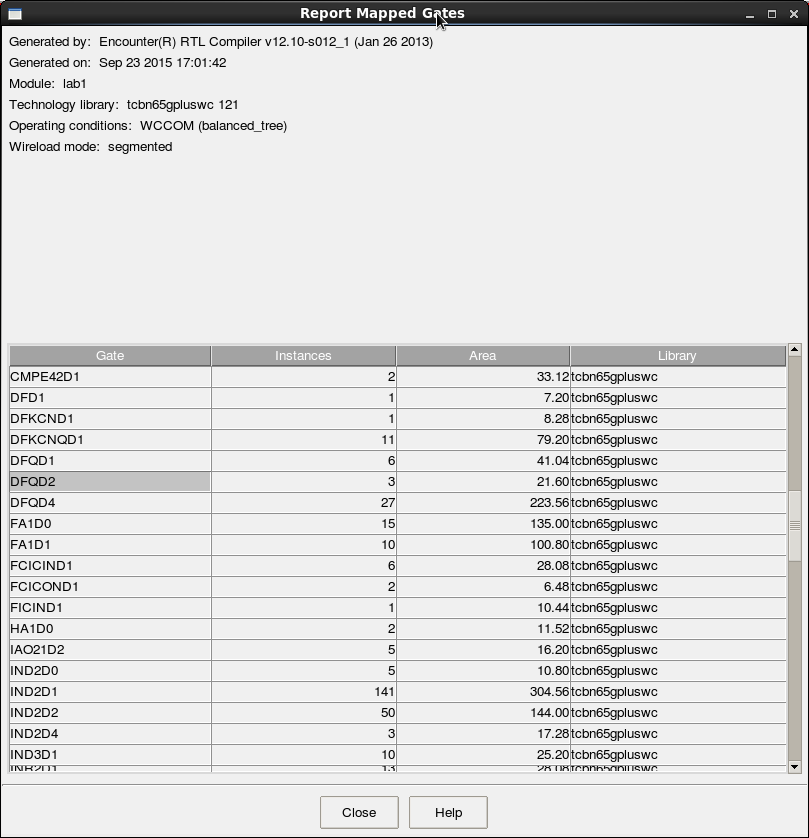 Report Mapped Gates
Generated by: Encounter(R) RTL Compiler v12.10-s012_1 (Jan 26 2013)
Generated on: Sep 23 2015 17:01:42
Module: lab1
Technology library: tcbn65gpluswc 121
Operating conditions: WCCOM (balanced_tree)
Wireload mode: segmented
Gate Instances Area Library
CMPE42D1 2 33.12 tcbn65gpluswc
DFD1 1 7.20 tcbn65gpluswc
DFKCND1 1 8.28 tcbn65gpluswc
DFKCNQD1 11 79.20 tcbn65gpluswc
DFQD1 6 41.04 tcbn65gpluswc
DFQD2 3 21.60 tcbn65gpluswc
DFQD4 27 223.56 tcbn65gpluswc
FA1D0 15 135.00 tcbn65gpluswc
FA1D1 10 100.80 tcbn65gpluswc
FCICIND1 6 28.08 tcbn65gpluswc
FCICOND1 2 6.48 tcbn65gpluswc
FICIND1 1 10.44 tcbn65gpluswc
HA1D0 2 11.52 tcbn65gpluswc
IAO21D2 5 16.20 tcbn65gpluswc
IND2D0 5 10.80 tcbn65gpluswc
IND2D1 141 304.56 tcbn65gpluswc
IND2D2 50 144.00 tcbn65gpluswc
IND2D4 3 17.28 tcbn65gpluswc
IND3D1 10 25.20 tcbn65gpluswc
INR2D1 13 28.08 tcbn65gpluswc
Close Help